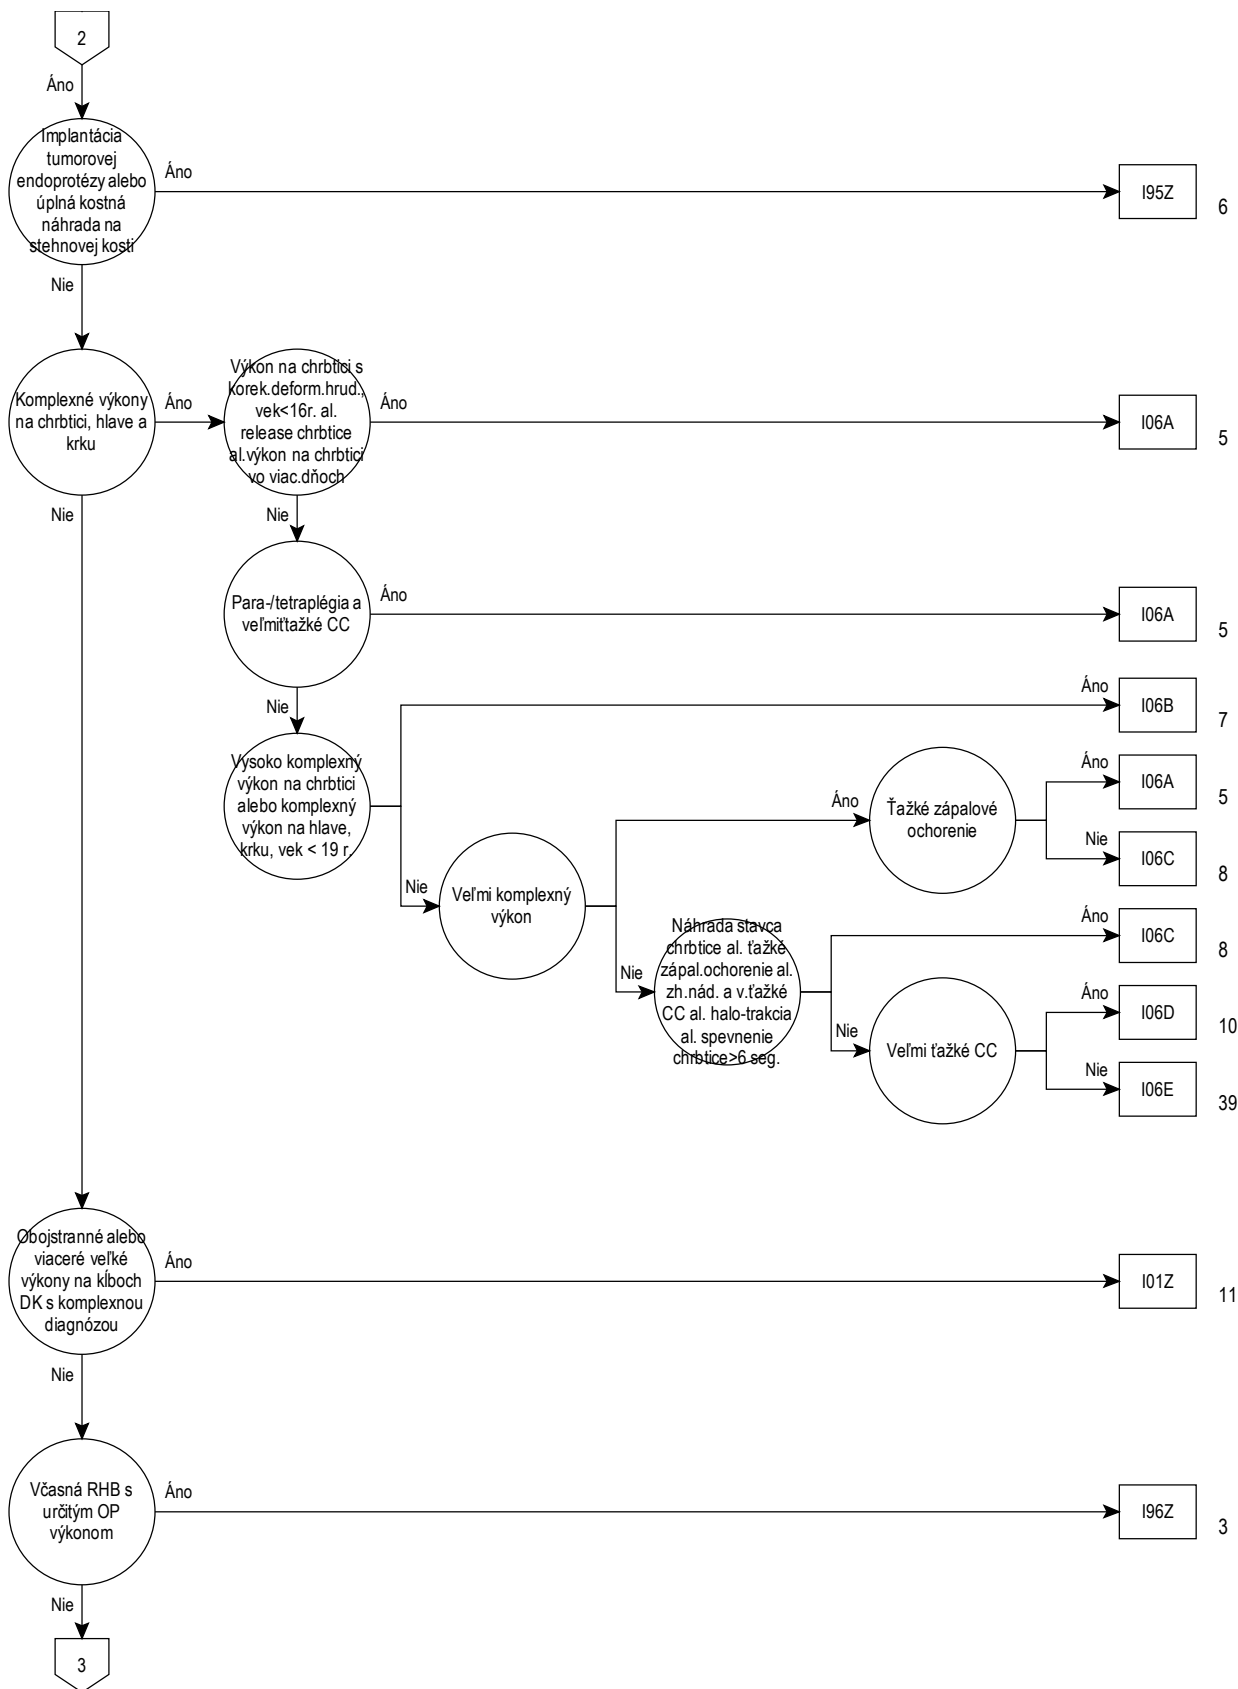 2
Áno
Implantácia
tumorovej
endoprotézy alebo
úplná kostná
náhrada na
stehnovej kosti
Áno
I95Z
6
Nie
Komplexné výkony
na chrbtici, hlave a
krku
Áno
Výkon na chrbtici s
korek.deform.hrud.,
vek<16r. al.
release chrbtice
al.výkon na chrbtici
vo viac.dňoch
Áno
I06A
5
Nie
Nie
Para-/tetraplégia a
veľmiťtažké CC
Áno
I06A
5
Nie
Vysoko komplexný
výkon na chrbtici
alebo komplexný
výkon na hlave,
krku, vek < 19 r.
Áno
I06B
7
Nie
Veľmi komplexný
výkon
Áno
Ťažké zápalové
ochorenie
Áno
I06A
5
Nie
I06C
8
Nie
Náhrada stavca
chrbtice al. ťažké
zápal.ochorenie al.
zh.nád. a v.ťažké
CC al. halo-trakcia
al. spevnenie
chrbtice>6 seg.
Áno
I06C
8
Nie
Veľmi ťažké CC
Áno
I06D
10
Nie
I06E
39
Obojstranné alebo
viaceré veľké
výkony na kĺboch
DK s komplexnou
diagnózou
Áno
I01Z
11
Nie
Včasná RHB s
určitým OP
výkonom
Áno
I96Z
3
Nie
3